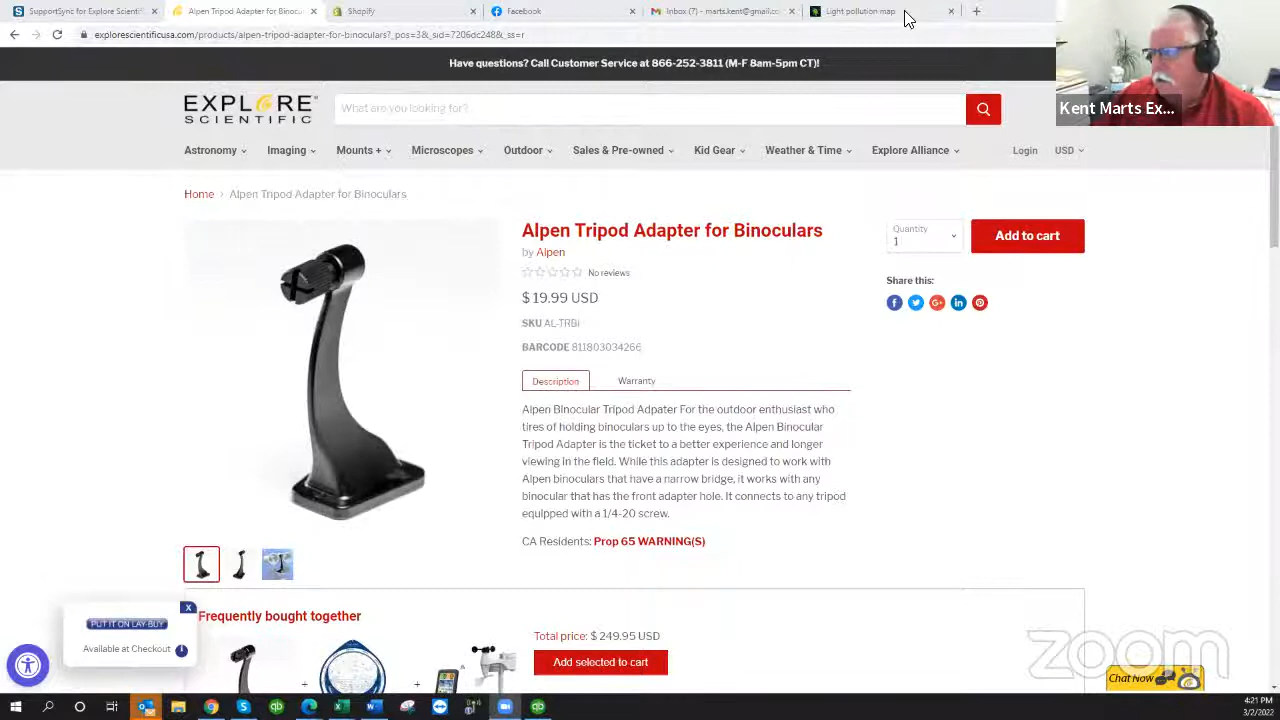 SupportSync for Explore Scientific
Alpen Tripod Adapter for Binocu
Shopify
Facebook
Inbox (7) - marts.kent@gmail.co
Light pollution map
explorescientificusa.com/products/alpen-tripod-adapter-for-binoculars?_pos=3&_sid=7206dc248&_ss=r
Have questions? Call Customer Service at 866-252-3811 (M-F 8am-5pm CT)!
Kent Marts Ex...
EXPLORE
SCIENTIFIC
What are you looking for?
Astronomy Imaging Mounts + Microscopes Outdoor Sales & Pre-owned Kid Gear Weather & Time Explore Alliance Login USD
Home › Alpen Tripod Adapter for Binoculars
Alpen Tripod Adapter for Binoculars
by Alpen
No reviews
$ 19.99 USD
SKU AL-TRBI
BARCODE 811803034266
Quantity
1
Add to cart
Share this:
Description Warranty
Alpen BInocular Tripod Adpater For the outdoor enthusiast who
tires of holding binoculars up to the eyes, the Alpen Binocular
Tripod Adapter is the ticket to a better experience and longer
viewing in the field. While this adapter is designed to work with
Alpen binoculars that have a narrow bridge, it works with any
binocular that has the front adapter hole. It connects to any tripod
equipped with a 1/4-20 screw.
CA Residents: Prop 65 WARNING(S)
Frequently bought together
Total price: $ 249.95 USD
Add selected to cart
X
PUT IT ON LAY-BUY
Available at Checkout
zoom
Chat Now
4:21 PM
3/2/2022